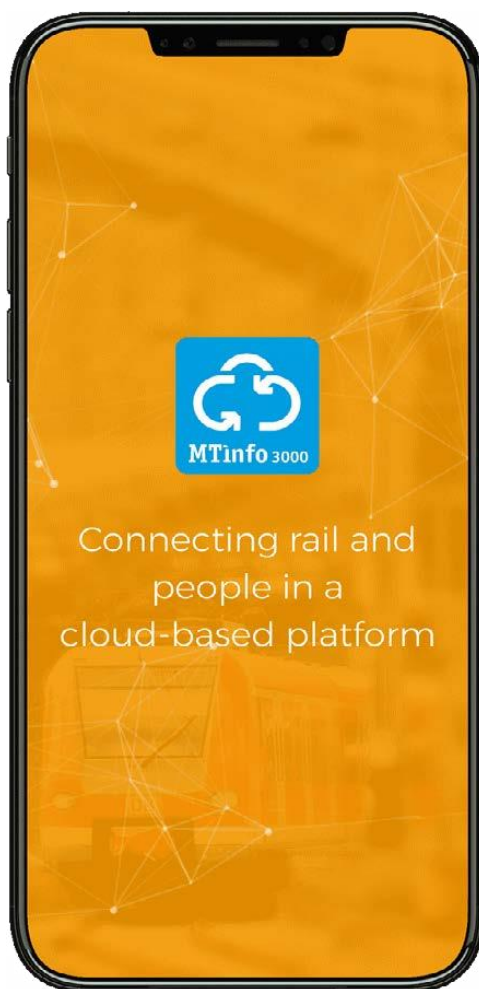 MTinfo 3000
Connecting rail and
people in a
cloud-based platform